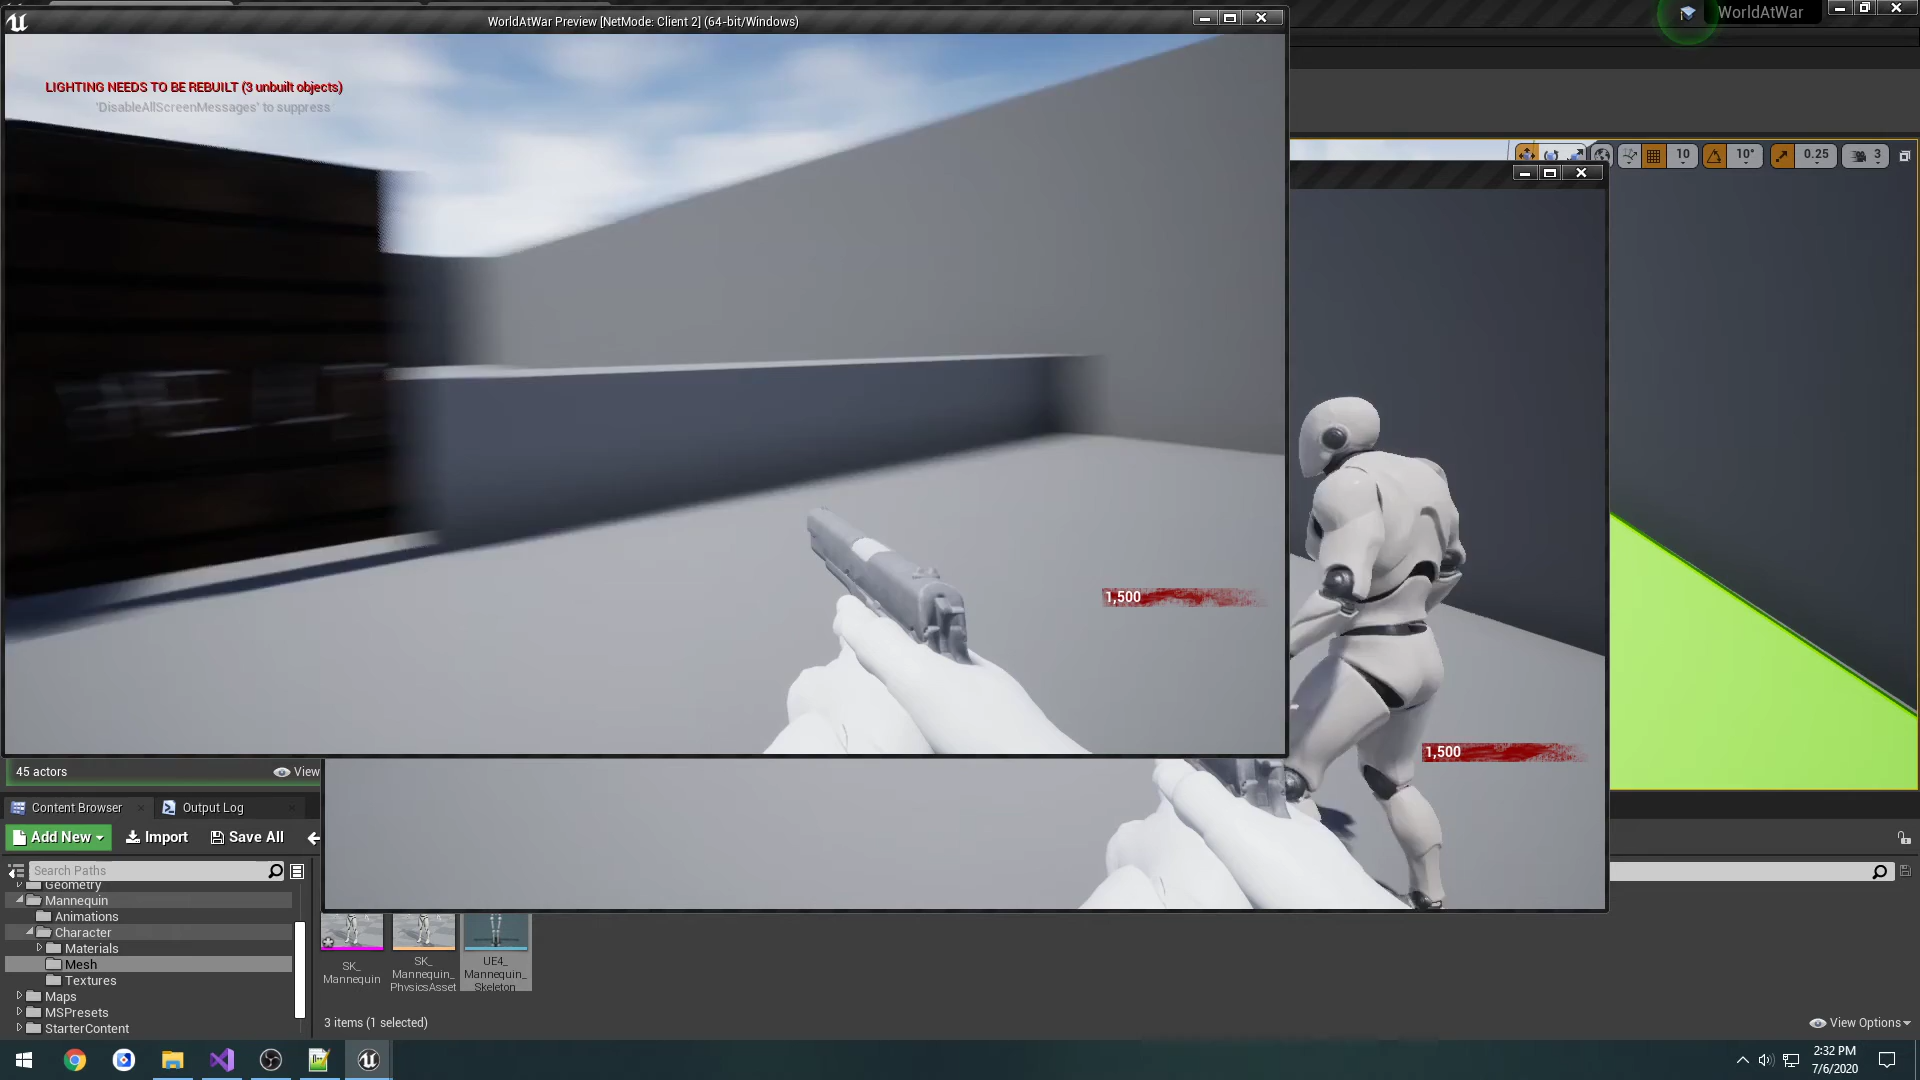 WorldAtWar Preview [NetMode: Client 2] (64-bit/Windows)
WorldAtWar
LIGHTING NEEDS TO BE REBUILT (3 unbuilt objects)
'DisableAllScreenMessages' to suppress
10
10°
0.25
3
1,500
1,500
45 actors
View
Content Browser
Output Log
Add New
Import
Save All
Search Paths
Geometry
Mannequin
Animations
Character
Materials
Mesh
Textures
Maps
MSPresets
StarterContent
SK_
Mannequin
SK_
Mannequin_
PhysicsAsset
UE4_
Mannequin_
Skeleton
3 items (1 selected)
View Options
2:32 PM
7/6/2020